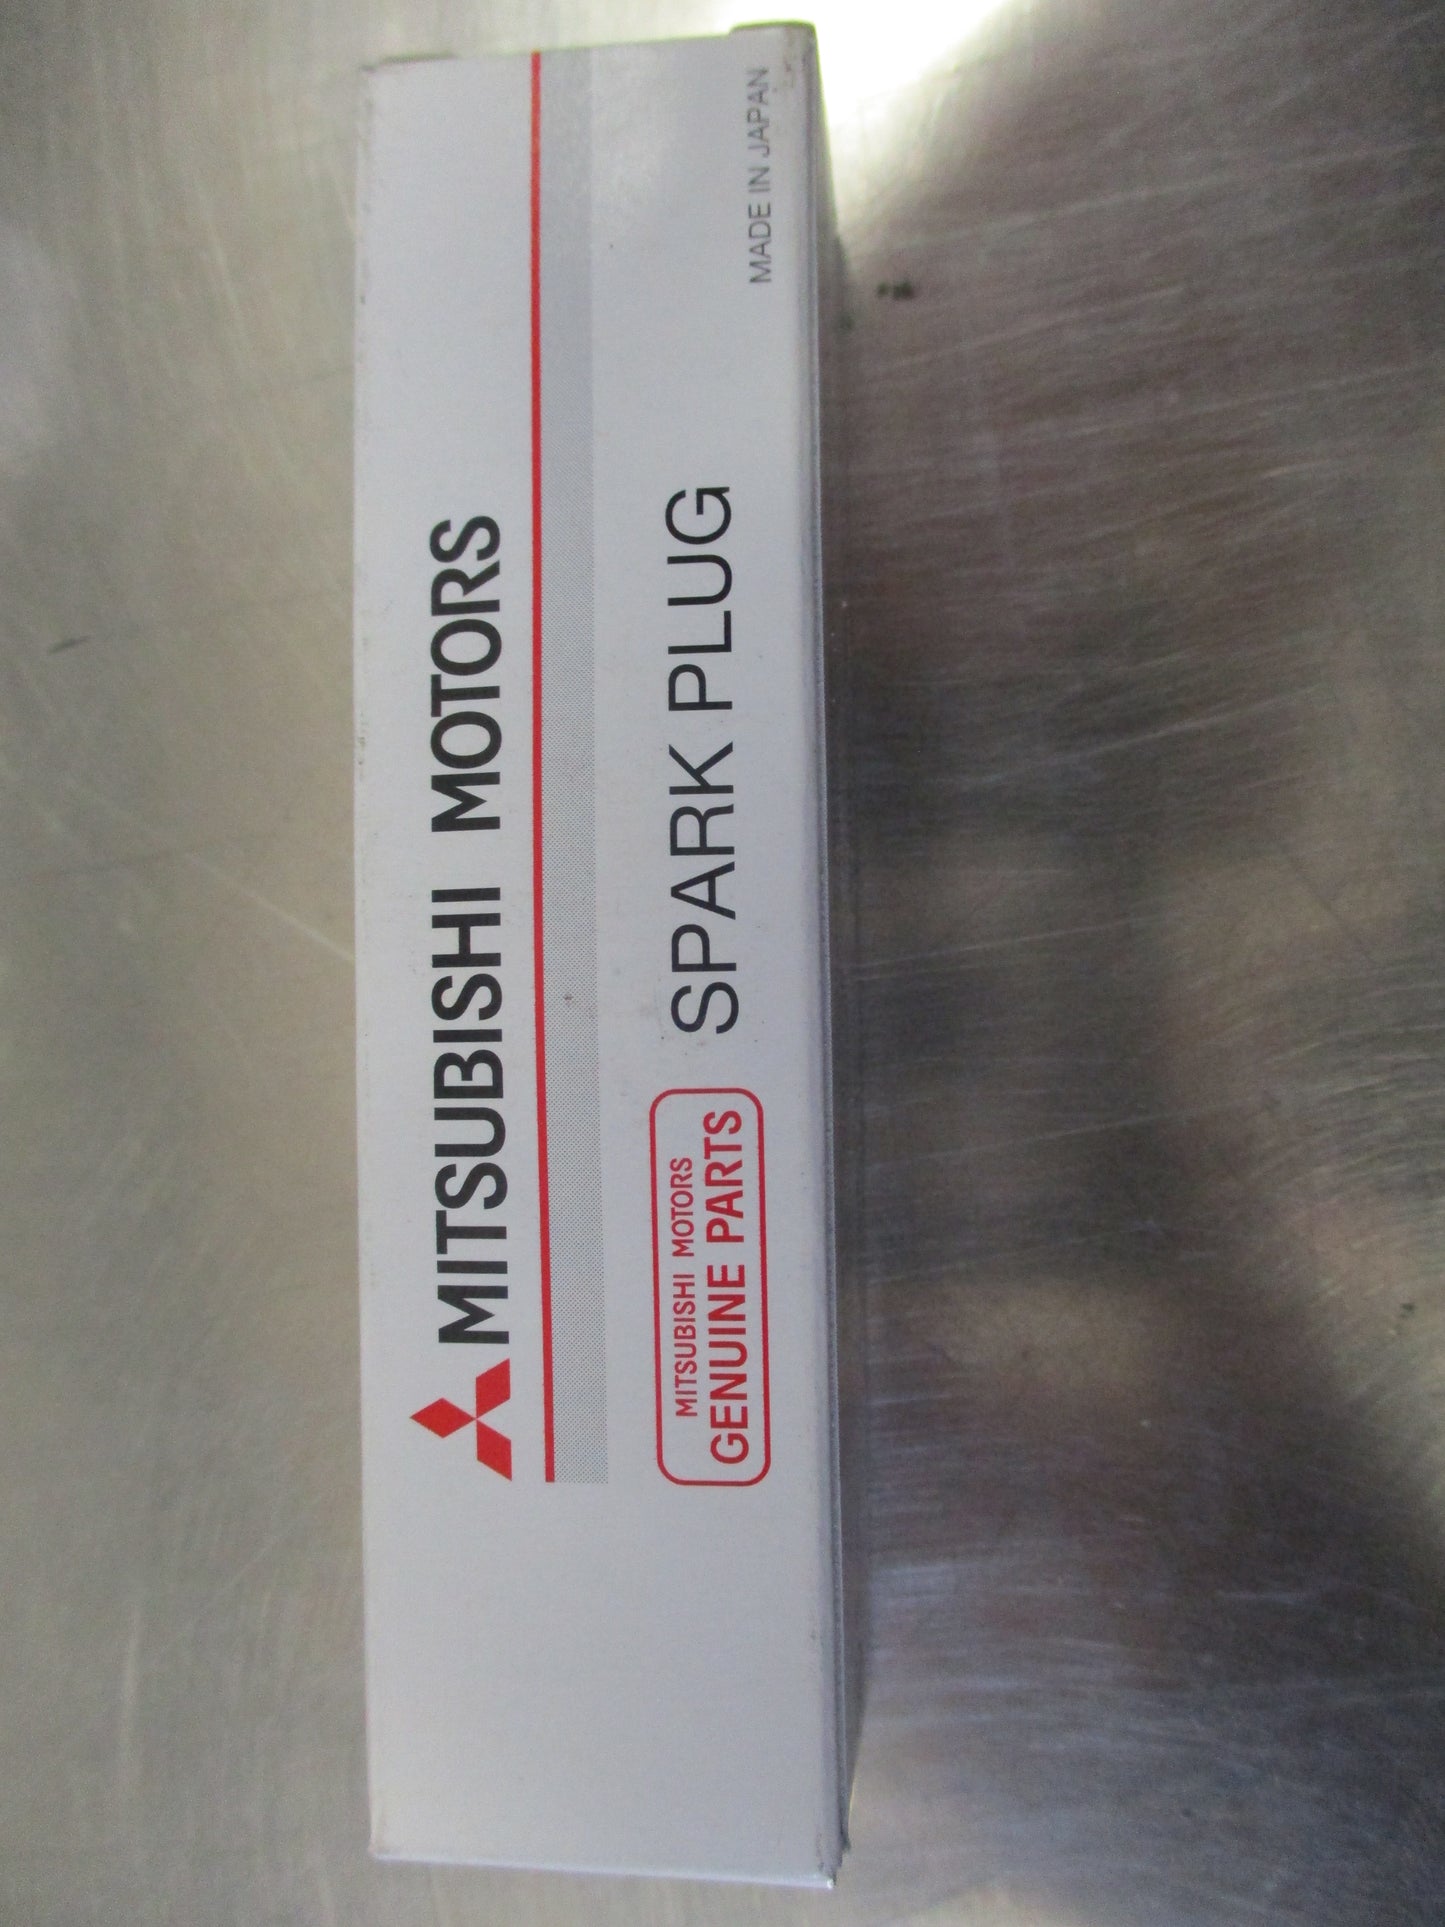 MITSUBISHI MOTORS
MITSUBISHI MOTORS
GENUINE PARTS
SPARK PLUG
MADE IN JAPAN